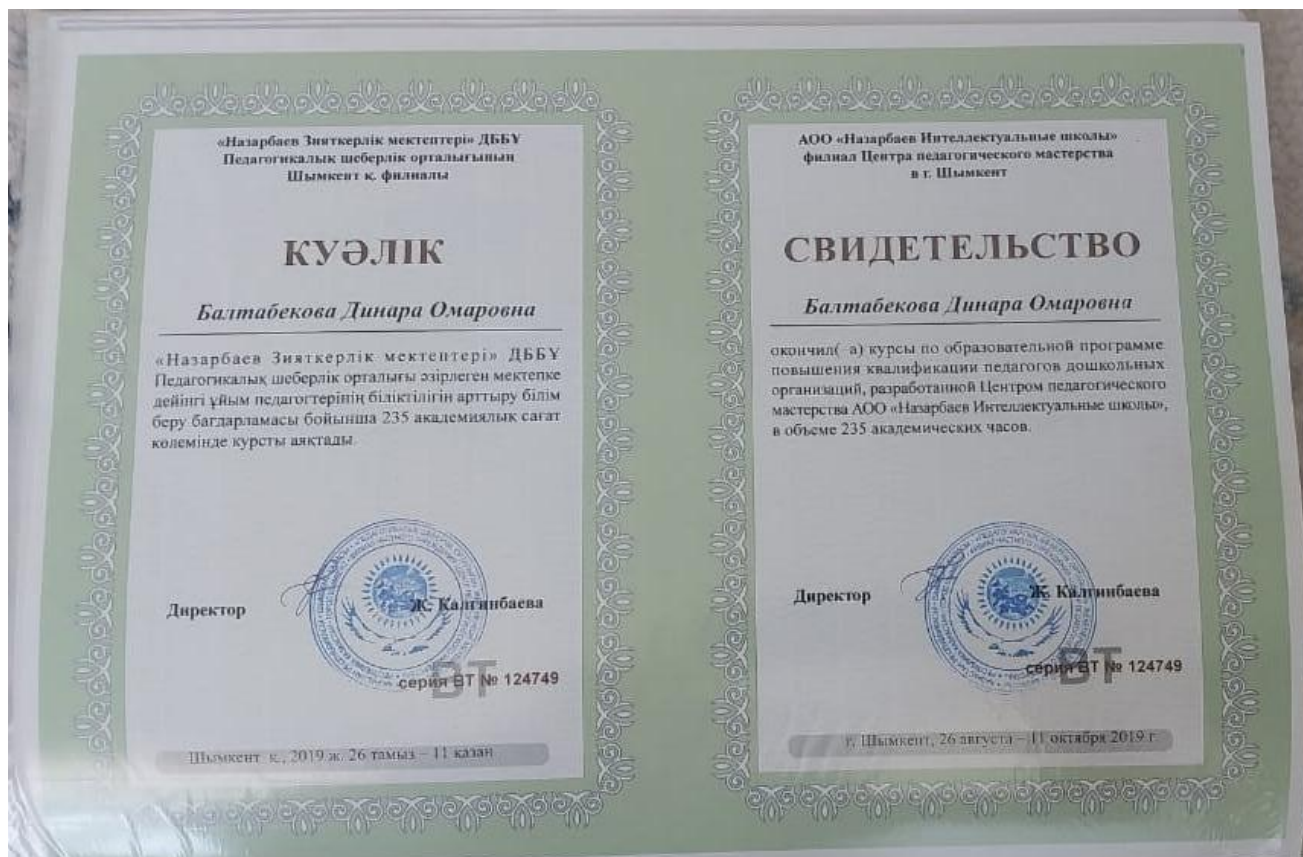 «Назарбаев Зияткерлік мектептері» ДББҰ
Педагогикалық шеберлік орталығының
Шымкент қ. филиалы
КУӘЛІК
Балтабекова Динара Омаровна
«Назарбаев Зияткерлік мектептері» ДББҰ
Педагогикалық шеберлік орталығы әзірлеген мектепке
дейінгі ұйым педагогтерінің біліктілігін арттыру білім
беру бағдарламасы бойынша 235 академиялық сағат
көлемінде курсты аяқтады.
Директор
Ж. Калгинбаева
ВТ
серия ВТ № 124749
Шымкент қ., 2019 ж. 26 тамыз – 11 қазан
АОО «Назарбаев Интеллектуальные школы»
филиал Центра педагогического мастерства
в г. Шымкент
СВИДЕТЕЛЬСТВО
Балтабекова Динара Омаровна
окончил( а) курсы по образовательной программе
повышения квалификации педагогов дошкольных
организаций, разработанной Центром педагогического
мастерства АОО «Назарбаев Интеллектуальные школы»,
в объеме 235 академических часов.
Директор
Ж. Калгинбаева
ВТ
серия ВТ № 124749
г. Шымкент, 26 августа – 11 октября 2019 г.